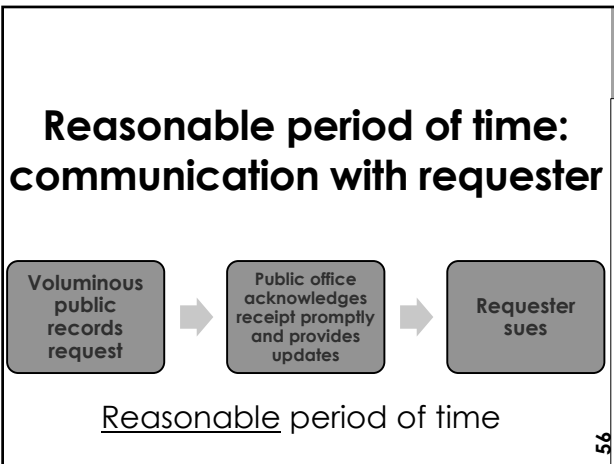 Reasonable period of time:
communication with requester
Voluminous
public
records
request
Public office
acknowledges
receipt promptly
and provides
updates
Requester
sues
Reasonable period of time
56